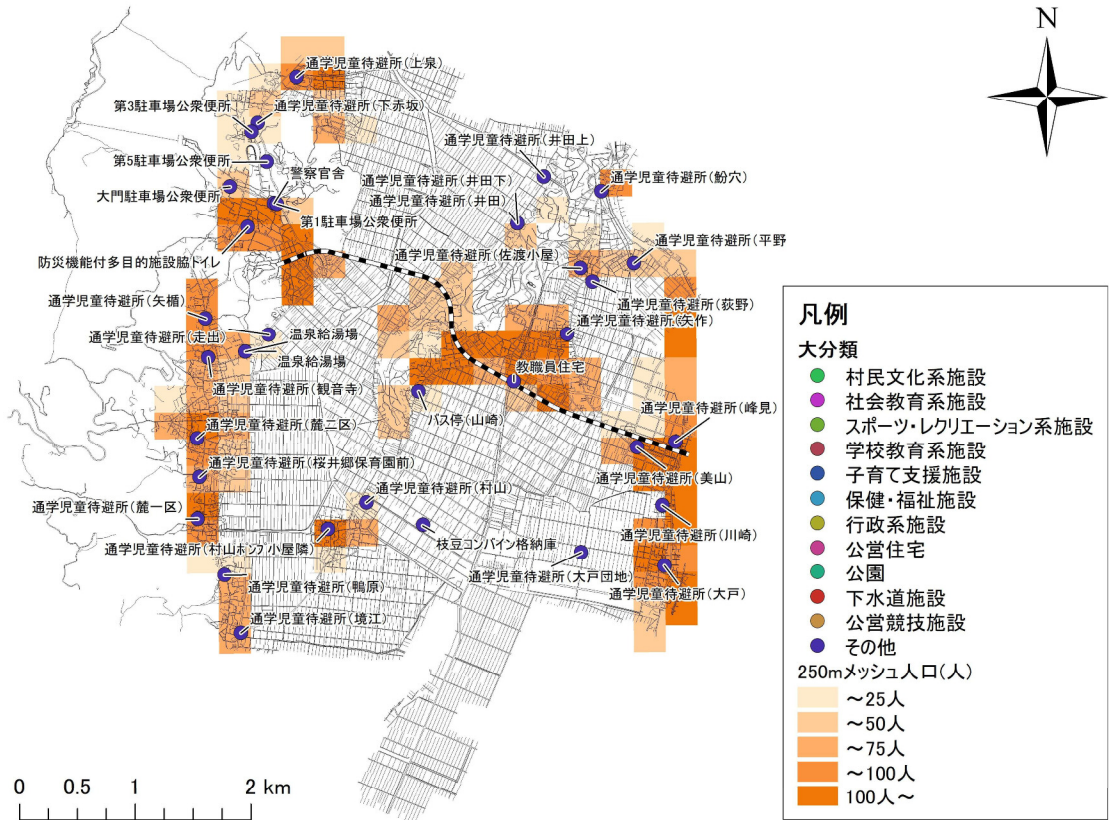 N
通学児童待避所(上泉)
第3駐車場公衆便所
通学児童待避所(下赤坂)
通学児童待避所(井田上)
第5駐車場公衆便所
警察官舎
通学児童待避所(井田下)
通学児童待避所(魵穴)
大門駐車場公衆便所
通学児童待避所(井田)
第1駐車場公衆便所
通学児童待避所(平野)
防災機能付多目的施設脇トイレ
通学児童待避所(佐渡小屋)
通学児童待避所(矢楯)
通学児童待避所(荻野)
通学児童待避所(走出)
温泉給湯場
通学児童待避所(矢作)
温泉給湯場
教職員住宅
通学児童待避所(観音寺)
バス停(山崎)
通学児童待避所(峰見)
通学児童待避所(麓二区)
通学児童待避所(桜井郷保育園前)
通学児童待避所(美山)
通学児童待避所(村山)
通学児童待避所(麓一区)
通学児童待避所(川崎)
通学児童待避所(村山ポンプ小屋隣)
枝豆コンバイン格納庫
通学児童待避所(大戸団地)
通学児童待避所(鴨原)
通学児童待避所(大戸)
通学児童待避所(境江)
凡例
大分類
村民文化系施設
社会教育系施設
スポーツ・レクリエーション系施設
学校教育系施設
子育て支援施設
保健・福祉施設
行政系施設
公営住宅
公園
下水道施設
公営競技施設
その他
250mメッシュ人口(人)
～25人
～50人
～75人
～100人
100人～
0 0.5 1 2 km